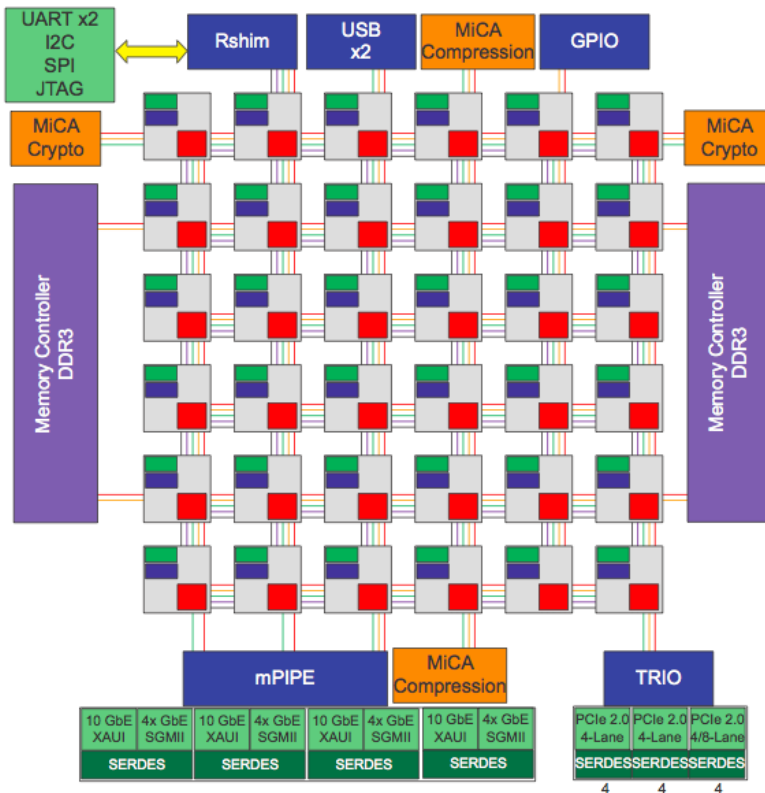 UART x2
I2C
SPI
JTAG
Rshim
USB
x2
MiCA
Compression
GPIO
MiCA
Crypto
MiCA
Crypto
Memory Controller
DDR3
Memory Controller
DDR3
mPIPE
MiCA
Compression
TRIO
10 GbE
XAUI
4x GbE
SGMII
10 GbE
XAUI
4x GbE
SGMII
10 GbE
XAUI
4x GbE
SGMII
10 GbE
XAUI
4x GbE
SGMII
SERDES
SERDES
SERDES
SERDES
PCIe 2.0
4-Lane
PCIe 2.0
4-Lane
PCIe 2.0
4/8-Lane
SERDES
SERDES
SERDES
4
4
4